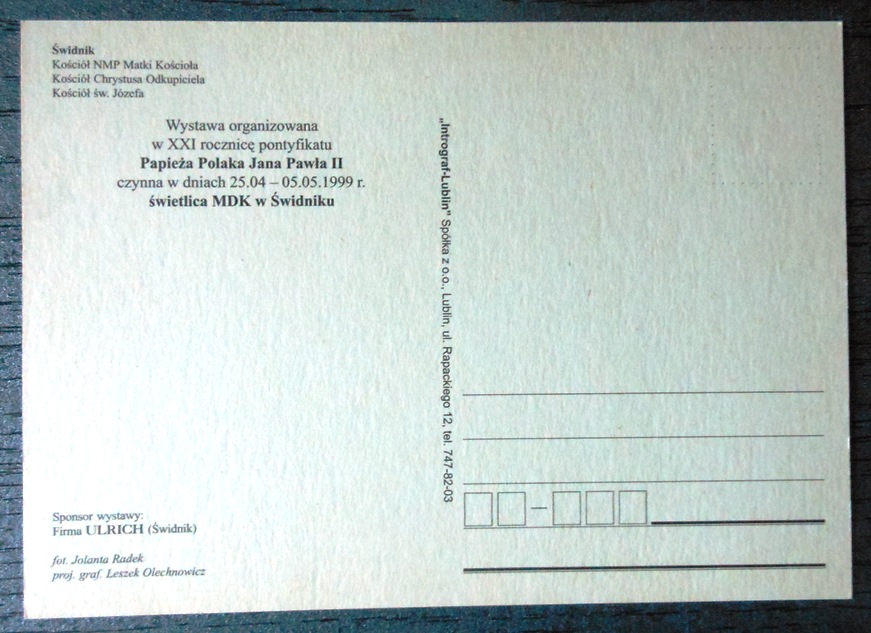 Świdnik
Kościół NMP Matki Kościoła
Kościół Chrystusa Odkupiciela
Kościół św. Józefa
Wystawa organizowana
w XXI rocznicę pontyfikatu
Papieża Polaka Jana Pawła II
czynna w dniach 25.04 – 05.05.1999 r.
świetlica MDK w Świdniku
Sponsor wystawy:
Firma ULRICH (Świdnik)
fot. Jolanta Radek
proj. graf. Leszek Olechnowicz
„Intrograf-Lublin” Spółka z o.o., Lublin, ul. Rapackiego 12, tel. 747-82-03